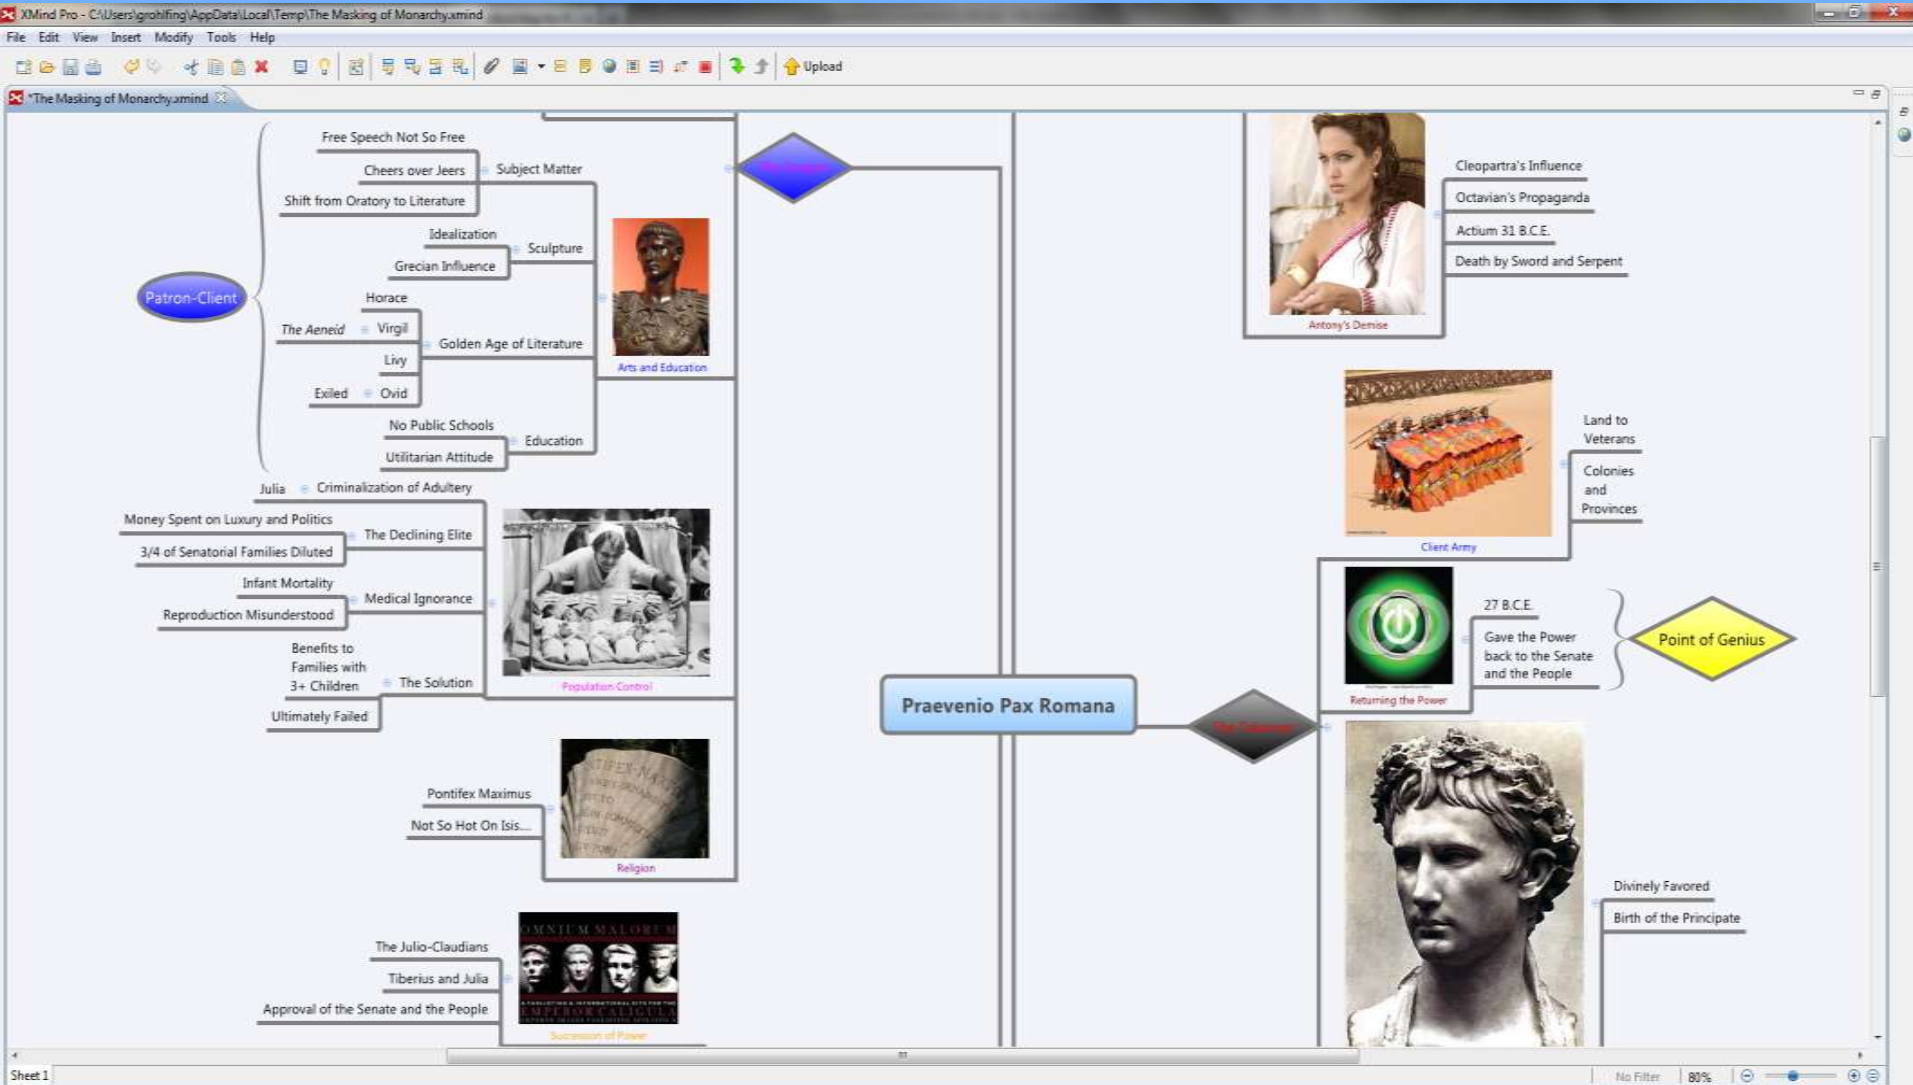 XMind Pro - C:\Users\grohlfing\AppData\Local\Temp\The Masking of Monarchy.xmind
File Edit View Insert Modify Tools Help
Upload
*The Masking of Monarchy.xmind
Free Speech Not So Free
Cheers over Jeers
Shift from Oratory to Literature
Subject Matter
Idealization
Grecian Influence
Sculpture
Patron-Client
Horace
The Aeneid
Virgil
Livy
Exiled
Ovid
Golden Age of Literature
No Public Schools
Utilitarian Attitude
Education
Arts and Education
Julia
Criminalization of Adultery
Money Spent on Luxury and Politics
3/4 of Senatorial Families Diluted
The Declining Elite
Infant Mortality
Reproduction Misunderstood
Medical Ignorance
Benefits to
Families with
3+ Children
Ultimately Failed
The Solution
Population Control
Pontifex Maximus
Not So Hot On Isis....
Religion
The Julio-Claudians
Tiberius and Julia
Approval of the Senate and the People
OMNIUM MALORUM
EMPEROR CALIGULA
Succession of Power
Praevenio Pax Romana
Cleopartra's Influence
Octavian's Propaganda
Actium 31 B.C.E.
Death by Sword and Serpent
Antony's Demise
Land to
Veterans
Colonies
and
Provinces
Client Army
27 B.C.E.
Gave the Power
back to the Senate
and the People
Point of Genius
Returning the Power
Divinely Favored
Birth of the Principate
Sheet 1
No Filter
80%